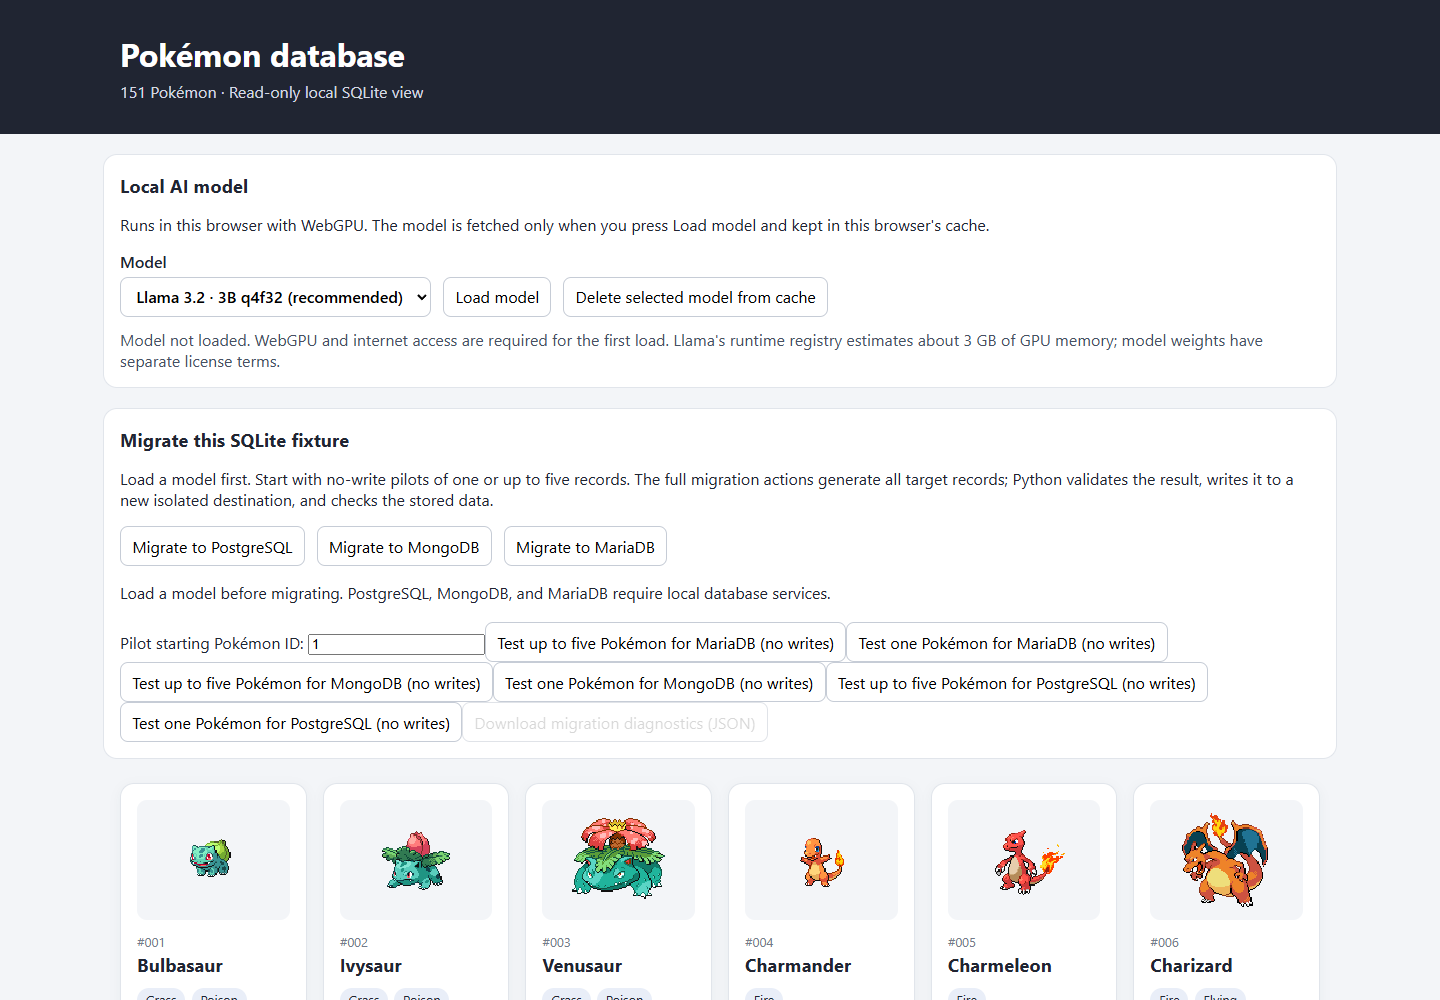 Pokémon database
151 Pokémon · Read-only local SQLite view
Local AI model
Runs in this browser with WebGPU. The model is fetched only when you press Load model and kept in this browser's cache.
Model
Llama 3.2 · 3B q4f32 (recommended)
Load model
Delete selected model from cache
Model not loaded. WebGPU and internet access are required for the first load. Llama's runtime registry estimates about 3 GB of GPU memory; model weights have
separate license terms.
Migrate this SQLite fixture
Load a model first. Start with no-write pilots of one or up to five records. The full migration actions generate all target records; Python validates the result, writes it to a
new isolated destination, and checks the stored data.
Migrate to PostgreSQL
Migrate to MongoDB
Migrate to MariaDB
Load a model before migrating. PostgreSQL, MongoDB, and MariaDB require local database services.
Pilot starting Pokémon ID: 1
Test up to five Pokémon for MariaDB (no writes)
Test one Pokémon for MariaDB (no writes)
Test up to five Pokémon for MongoDB (no writes)
Test one Pokémon for MongoDB (no writes)
Test up to five Pokémon for PostgreSQL (no writes)
Test one Pokémon for PostgreSQL (no writes)
Download migration diagnostics (JSON)
#001
Bulbasaur
Grass Poison
#002
Ivysaur
Grass Poison
#003
Venusaur
Grass Poison
#004
Charmander
Fire
#005
Charmeleon
Fire
#006
Charizard
Fire Flying